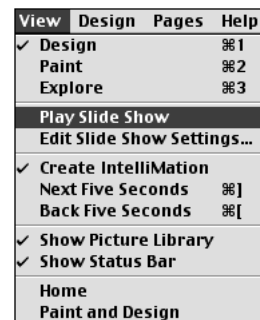 View Design Pages Help
✓ Design ⌘1
Paint ⌘2
Explore ⌘3
Play Slide Show
Edit Slide Show Settings...
✓ Create IntelliMation
Next Five Seconds ⌘]
Back Five Seconds ⌘[
✓ Show Picture Library
✓ Show Status Bar
Home
Paint and Design